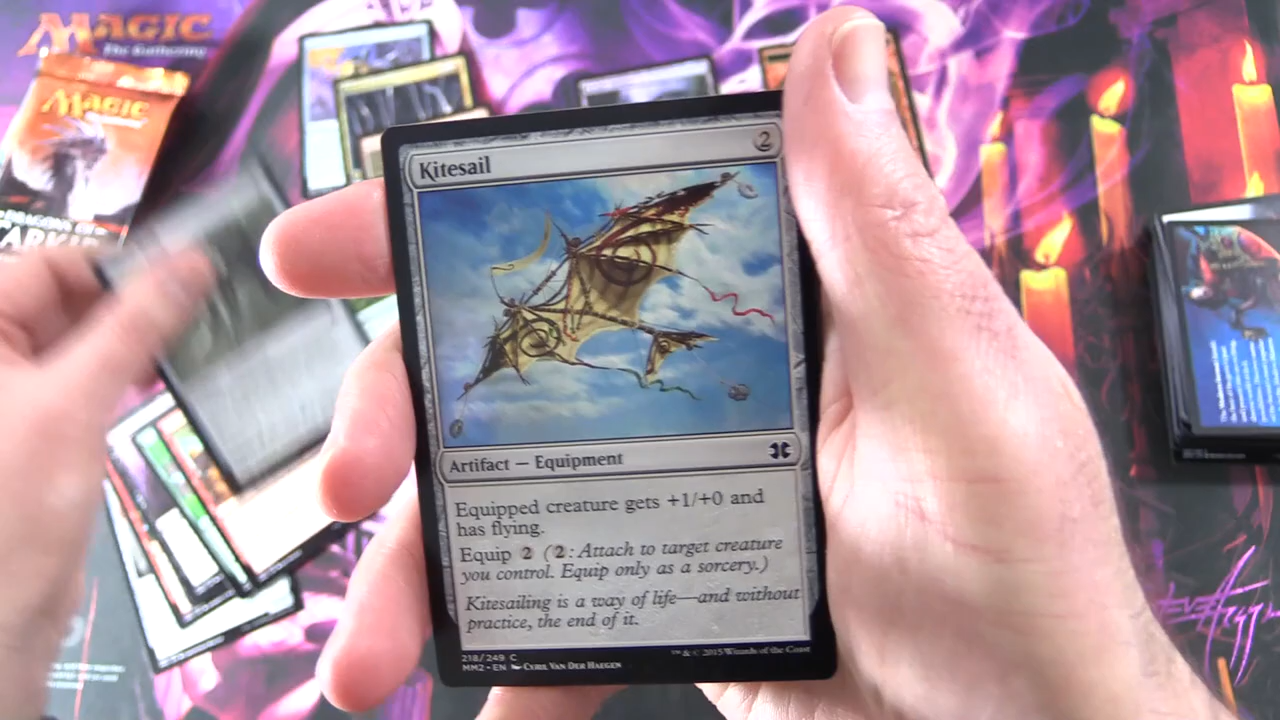 MAGIC
The Gathering
MAGIC
DRAGONS OF
Kitesail
2
Artifact — Equipment
Equipped creature gets +1/+0 and
has flying.
Equip 2 (2: Attach to target creature
you control. Equip only as a sorcery.)
Kitesailing is a way of life—and without
practice, the end of it.
218/249 C
MM2 • EN Cyril Van Der Haegen
™ & © 2015 Wizards of the Coast